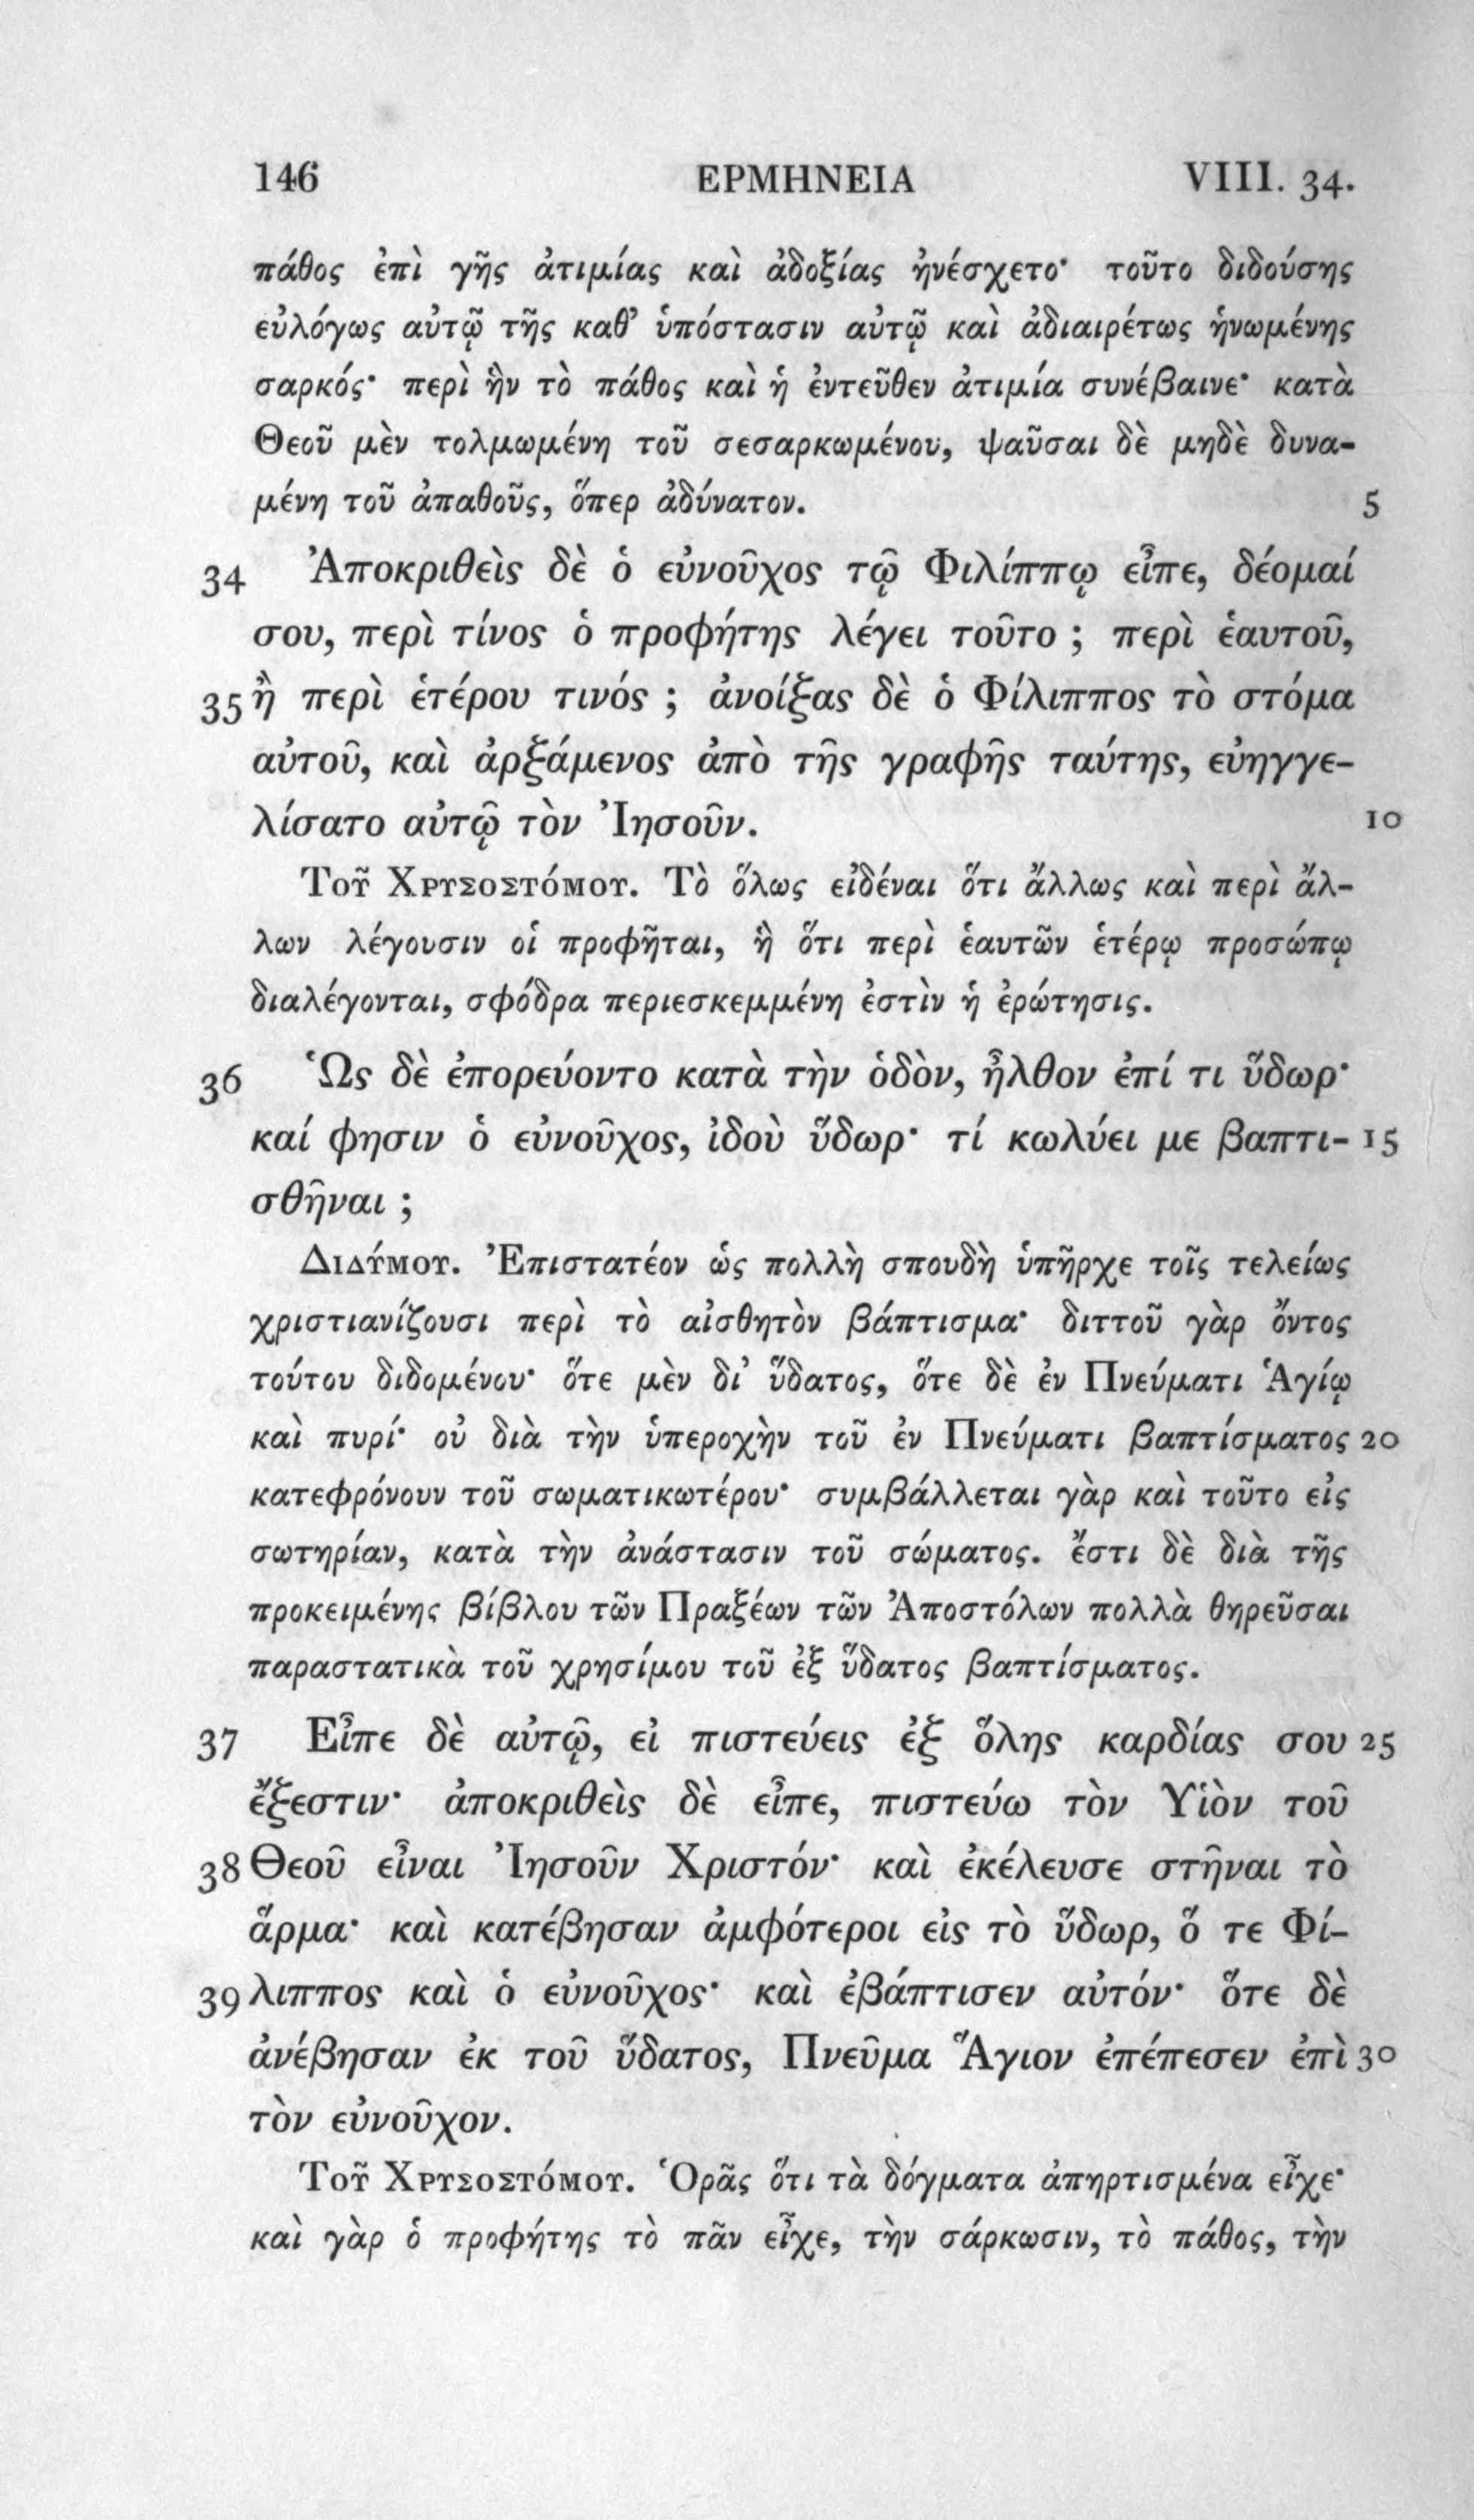 146 ΕΡΜΗΝΕΙΑ VIII. 34.
πάθος ἐπὶ γῆς ἀτιμίας καὶ ἀδοξίας ἠνέσχετο· τοῦτο διδούσης
εὐλόγως αὐτῷ τῆς καθ’ ὑπόστασιν αὐτῷ καὶ ἀδιαιρέτως ἡνωμένης
σαρκός· περὶ ἣν τὸ πάθος καὶ ἡ ἐντεῦθεν ἀτιμία συνέβαινε· κατὰ
Θεοῦ μὲν τολμωμένη τοῦ σεσαρκωμένου, ψαῦσαι δὲ μηδὲ δυνα-
μένη τοῦ ἀπαθοῦς, ὅπερ ἀδύνατον. 5
34 Ἀποκριθεὶς δὲ ὁ εὐνοῦχος τῷ Φιλίππῳ εἶπε, δέομαί
σου, περὶ τίνος ὁ προφήτης λέγει τοῦτο ; περὶ ἑαυτοῦ,
35 ἢ περὶ ἑτέρου τινός ; ἀνοίξας δὲ ὁ Φίλιππος τὸ στόμα
αὐτοῦ, καὶ ἀρξάμενος ἀπὸ τῆς γραφῆς ταύτης, εὐηγγε-
λίσατο αὐτῷ τὸν Ἰησοῦν. 10
Τοῦ Χρυσοστόμου. Τὸ ὅλως εἰδέναι ὅτι ἄλλως καὶ περὶ ἄλ-
λων λέγουσιν οἱ προφῆται, ἢ ὅτι περὶ ἑαυτῶν ἑτέρῳ προσώπῳ
διαλέγονται, σφόδρα περιεσκεμμένη ἐστὶν ἡ ἐρώτησις.
36 Ὡς δὲ ἐπορεύοντο κατὰ τὴν ὁδὸν, ἦλθον ἐπί τι ὕδωρ·
καί φησιν ὁ εὐνοῦχος, ἰδοὺ ὕδωρ· τί κωλύει με βαπτι- 15
σθῆναι ;
Διδύμου. Ἐπιστατέον ὡς πολλὴ σπουδὴ ὑπῆρχε τοῖς τελείως
χριστιανίζουσι περὶ τὸ αἰσθητὸν βάπτισμα· διττοῦ γὰρ ὄντος
τούτου διδομένου· ὅτε μὲν δι’ ὕδατος, ὅτε δὲ ἐν Πνεύματι Ἁγίῳ
καὶ πυρί· οὐ διὰ τὴν ὑπεροχὴν τοῦ ἐν Πνεύματι βαπτίσματος 20
κατεφρόνουν τοῦ σωματικωτέρου· συμβάλλεται γὰρ καὶ τοῦτο εἰς
σωτηρίαν, κατὰ τὴν ἀνάστασιν τοῦ σώματος. ἔστι δὲ διὰ τῆς
προκειμένης βίβλου τῶν Πραξέων τῶν Ἀποστόλων πολλὰ θηρεῦσαι
παραστατικὰ τοῦ χρησίμου τοῦ ἐξ ὕδατος βαπτίσματος.
37 Εἶπε δὲ αὐτῷ, εἰ πιστεύεις ἐξ ὅλης καρδίας σου 25
ἔξεστιν· ἀποκριθεὶς δὲ εἶπε, πιστεύω τὸν Υἱὸν τοῦ
38 Θεοῦ εἶναι Ἰησοῦν Χριστόν· καὶ ἐκέλευσε στῆναι τὸ
ἅρμα· καὶ κατέβησαν ἀμφότεροι εἰς τὸ ὕδωρ, ὅ τε Φί-
39 λιππος καὶ ὁ εὐνοῦχος· καὶ ἐβάπτισεν αὐτόν· ὅτε δὲ
ἀνέβησαν ἐκ τοῦ ὕδατος, Πνεῦμα Ἅγιον ἐπέπεσεν ἐπὶ 30
τὸν εὐνοῦχον.
Τοῦ Χρυσοστόμου. Ὁρᾷς ὅτι τὰ δόγματα ἀπηρτισμένα εἶχε·
καὶ γὰρ ὁ προφήτης τὸ πᾶν εἶχε, τὴν σάρκωσιν, τὸ πάθος, τὴν